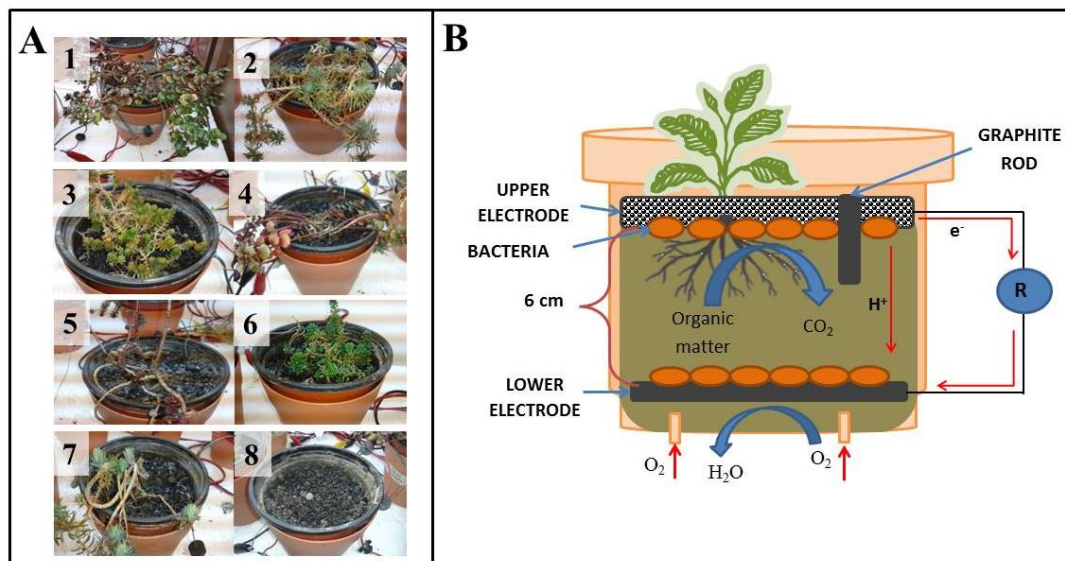 A
1
2
3
4
5
6
7
8
B
GRAPHITE
ROD
UPPER
ELECTRODE
BACTERIA
e⁻
6 cm
R
H⁺
Organic
matter
CO₂
LOWER
ELECTRODE
O₂
H₂O
O₂